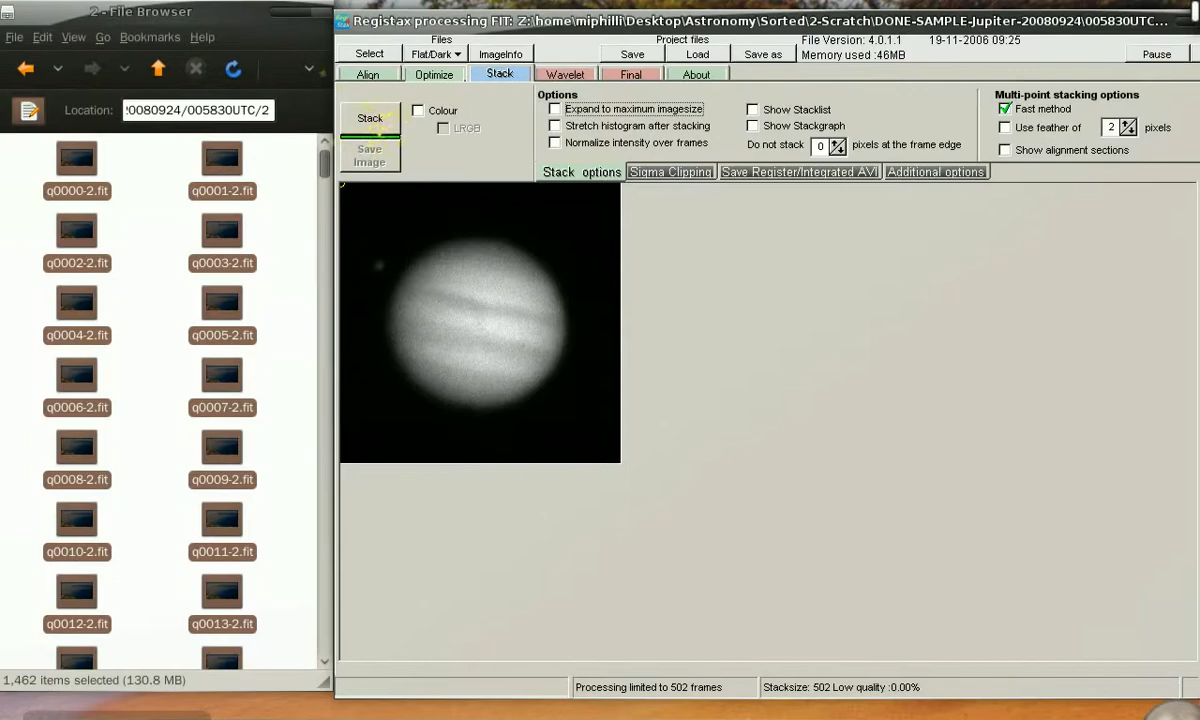 2 - File Browser
File Edit View Go Bookmarks Help
Location: :0080924/005830UTC/2
q0000-2.fit q0001-2.fit
q0002-2.fit q0003-2.fit
q0004-2.fit q0005-2.fit
q0006-2.fit q0007-2.fit
q0008-2.fit q0009-2.fit
q0010-2.fit q0011-2.fit
q0012-2.fit q0013-2.fit
1,462 items selected (130.8 MB)
Registax processing FIT: Z:\home\miphilli\Desktop\Astronomy\Sorted\2-Scratch\DONE-SAMPLE-Jupiter-20080924\005830UTC...
Files Project files File Version: 4.0.1.1 19-11-2006 09:25
Select Flat/Dark ImageInfo Save Load Save as Memory used :46MB Pause
Align Optimize Stack Wavelet Final About
Stack
Save
Image
Colour
LRGB
Options
Expand to maximum imagesize
Stretch histogram after stacking
Normalize intensity over frames
Show Stacklist
Show Stackgraph
Do not stack 0 pixels at the frame edge
Multi-point stacking options
Fast method
Use feather of 2 pixels
Show alignment sections
Stack options Sigma Clipping Save Register/Integrated AVI Additional options
Processing limited to 502 frames Stacksize: 502 Low quality :0.00%